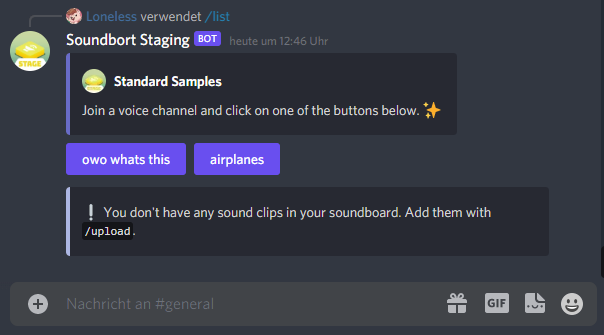 Loneless verwendet /list
Soundbort Staging BOT heute um 12:46 Uhr
STAGE
Standard Samples
Join a voice channel and click on one of the buttons below. ✨
owo whats this
airplanes
❕ You don't have any sound clips in your soundboard. Add them with
/upload.
Nachricht an #general
GIF